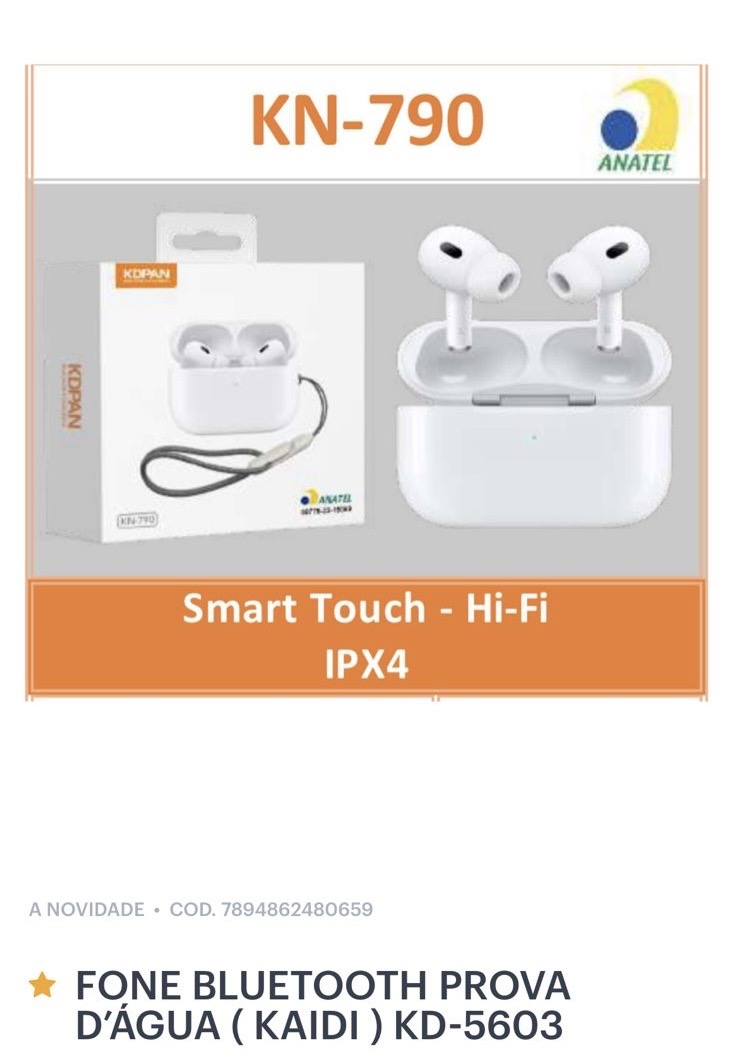 KN-790
ANATEL
KDPAN
KDPAN
ANATEL
KN-790
Smart Touch - Hi-Fi
IPX4
A NOVIDADE • COD. 7894862480659
FONE BLUETOOTH PROVA
D’ÁGUA ( KAIDI ) KD-5603